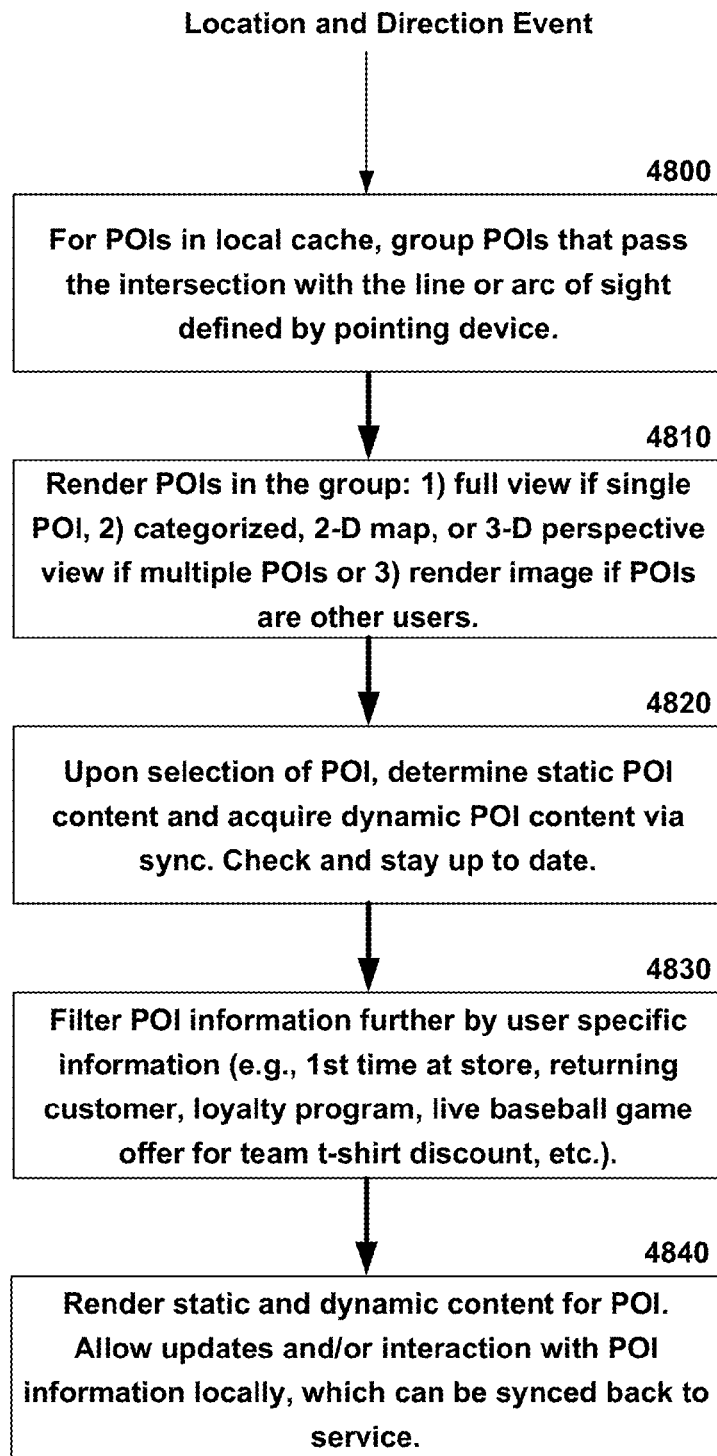 Location and Direction Event
4800
For POIs in local cache, group POIs that pass
the intersection with the line or arc of sight
defined by pointing device.
4810
Render POIs in the group: 1) full view if single
POI, 2) categorized, 2-D map, or 3-D perspective
view if multiple POIs or 3) render image if POIs
are other users.
4820
Upon selection of POI, determine static POI
content and acquire dynamic POI content via
sync. Check and stay up to date.
4830
Filter POI information further by user specific
information (e.g., 1st time at store, returning
customer, loyalty program, live baseball game
offer for team t-shirt discount, etc.).
4840
Render static and dynamic content for POI.
Allow updates and/or interaction with POI
information locally, which can be synced back to
service.